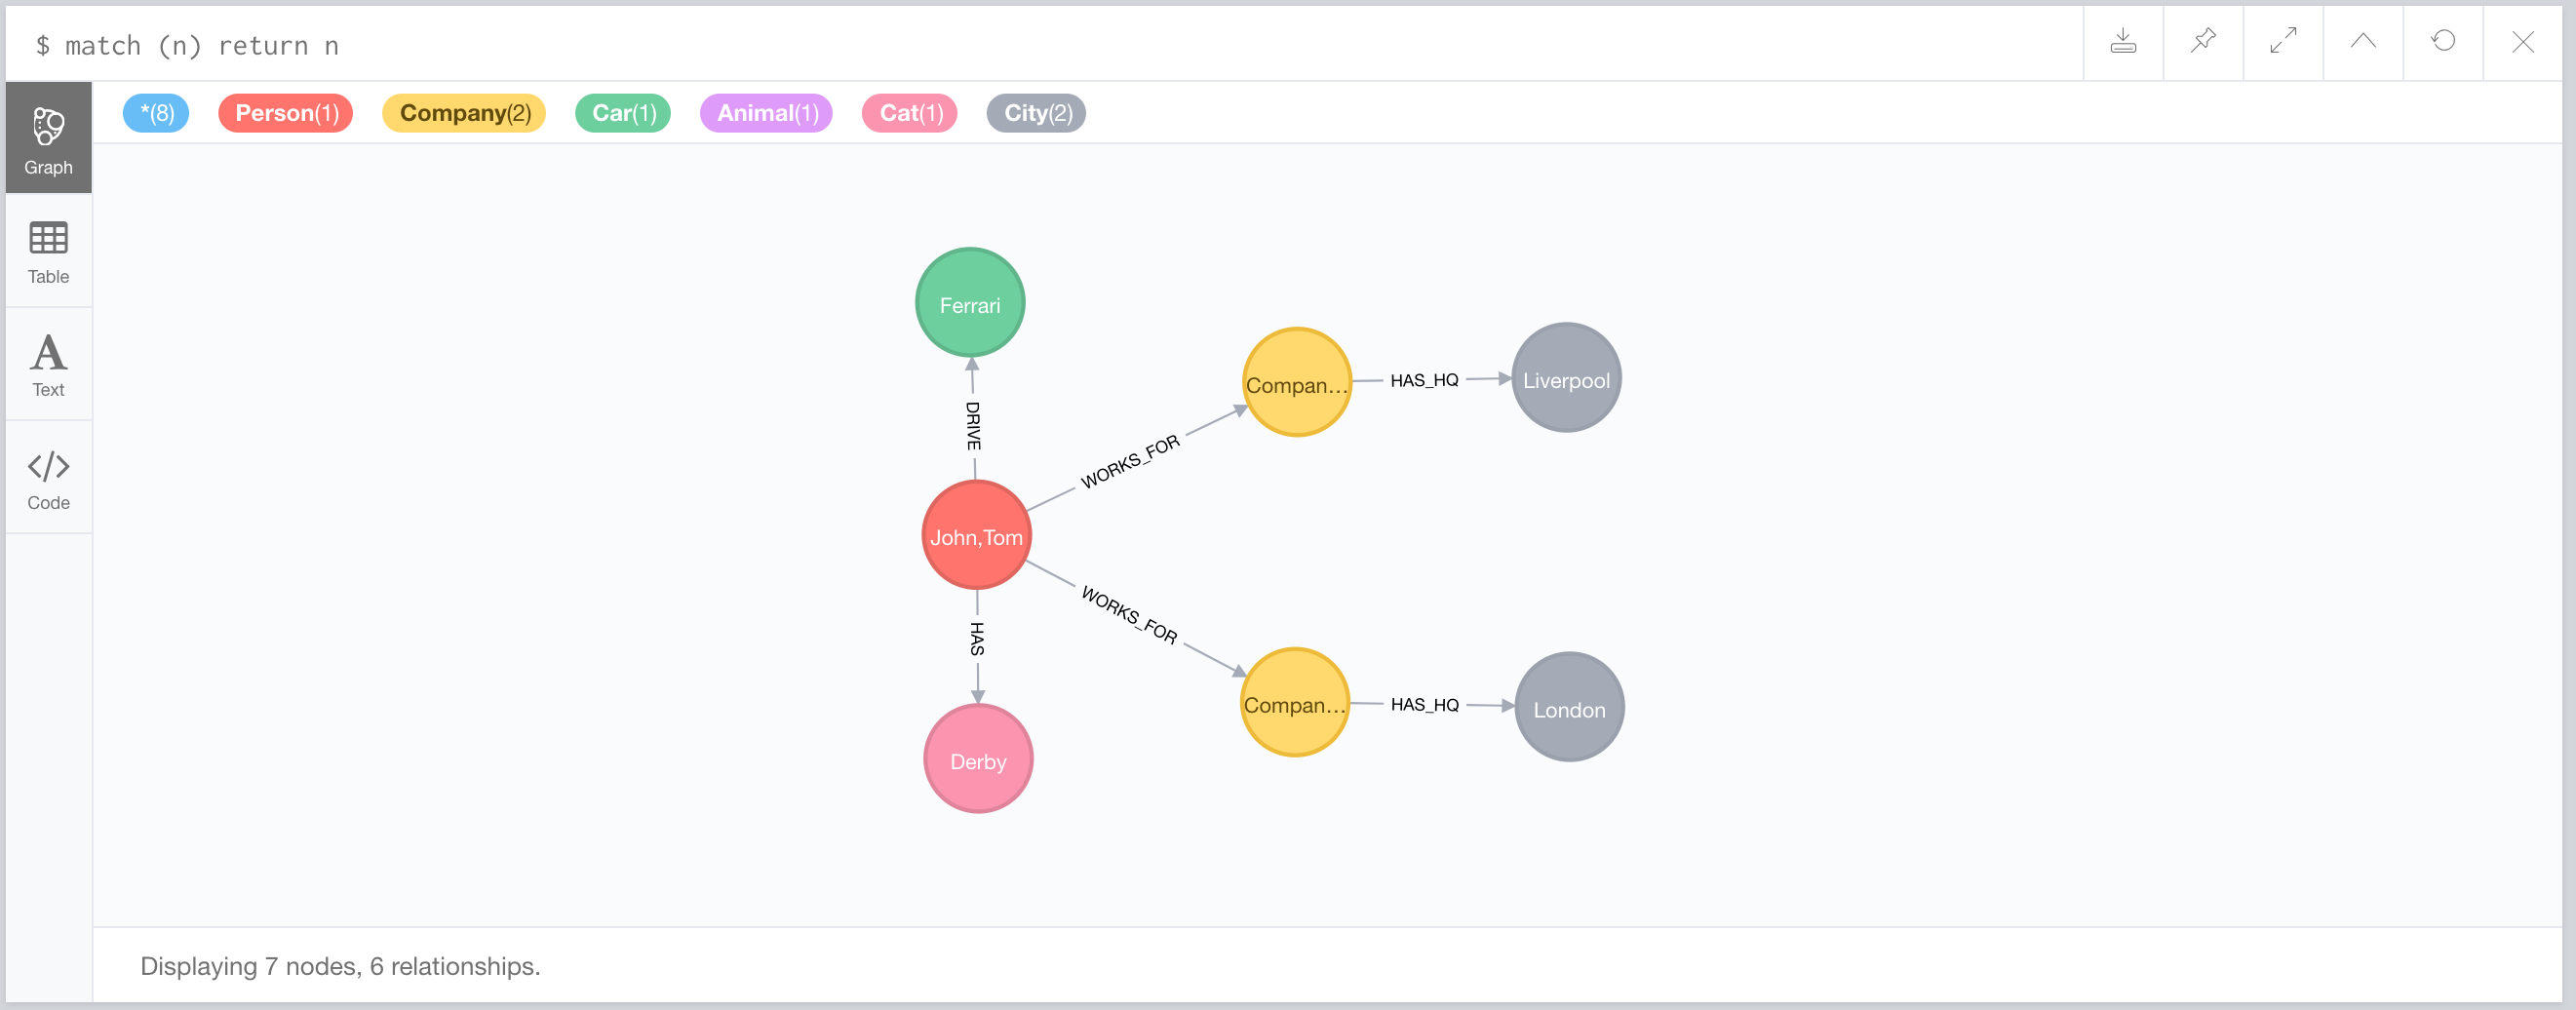 $ match (n) return n
*(8) Person(1) Company(2) Car(1) Animal(1) Cat(1) City(2)
Graph
Table
Text
Code
Ferrari
DRIVE
John,Tom
HAS
Derby
WORKS_FOR
Compan...
HAS_HQ
Liverpool
WORKS_FOR
Compan...
HAS_HQ
London
Displaying 7 nodes, 6 relationships.